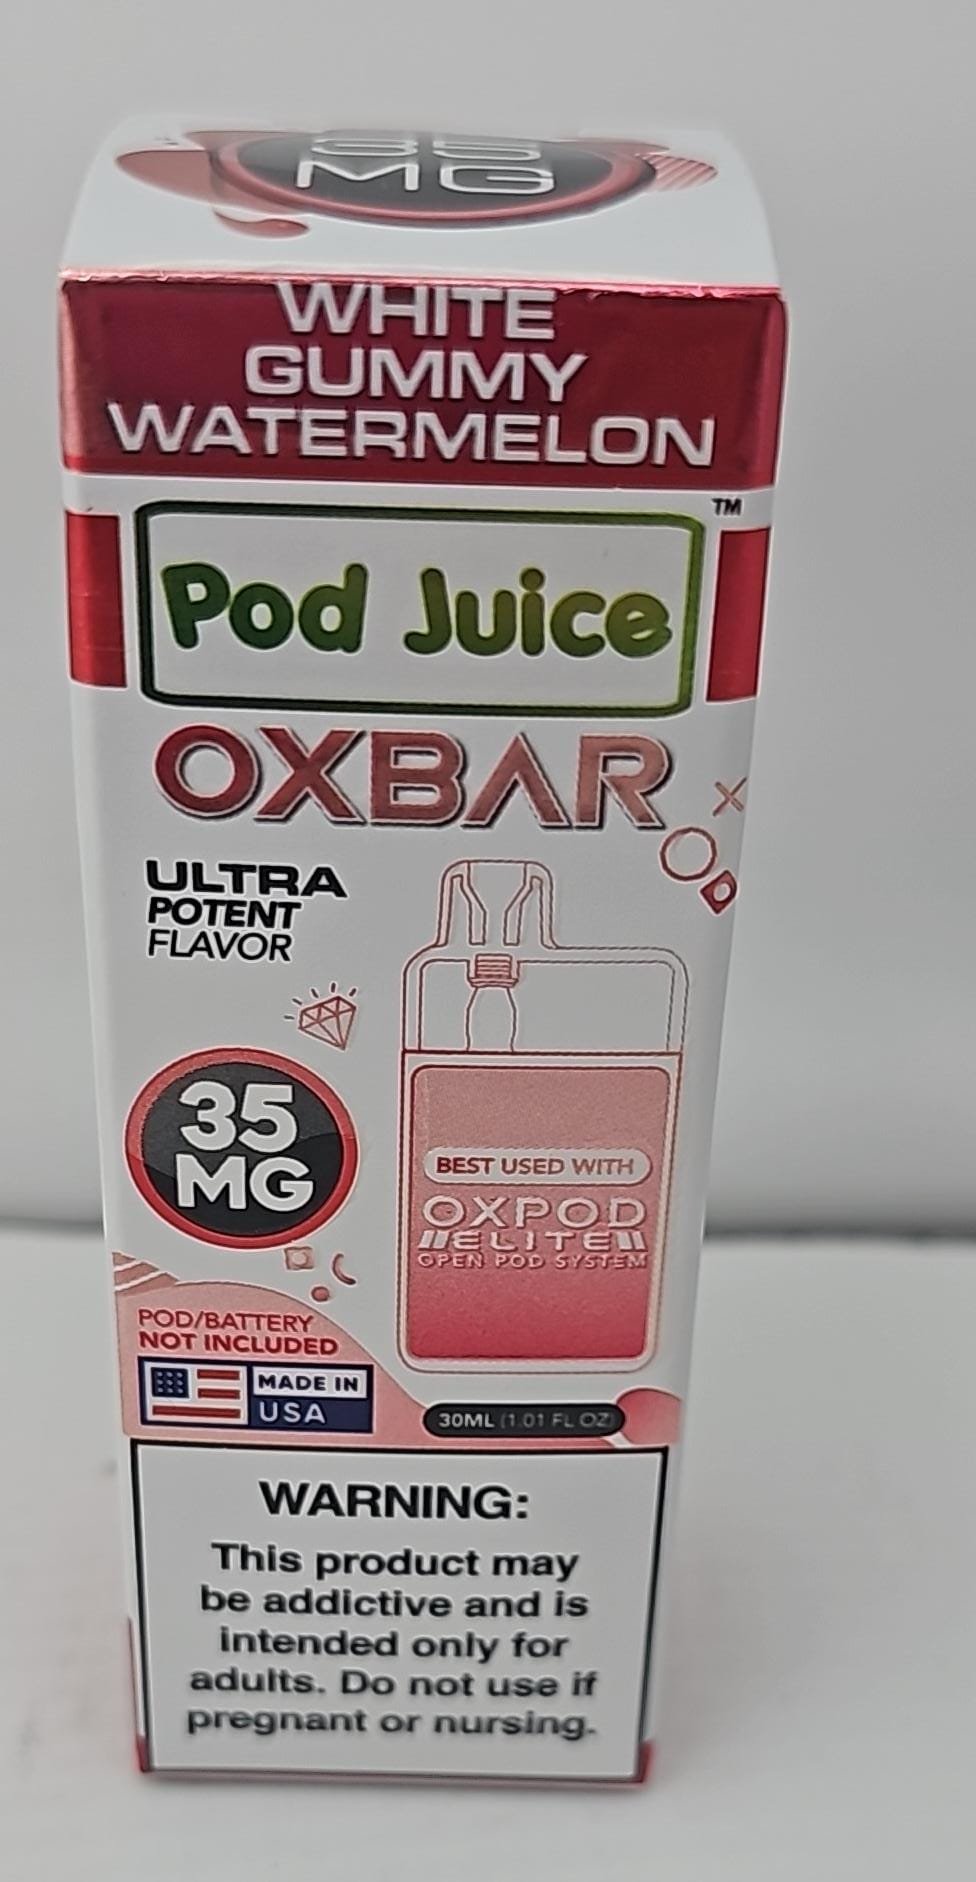 35
MG
WHITE
GUMMY
WATERMELON
TM
Pod Juice
OXBAR
ULTRA
POTENT
FLAVOR
35
MG
BEST USED WITH
OXPOD
ELITE
OPEN POD SYSTEM
POD/BATTERY
NOT INCLUDED
MADE IN
USA
30ML (1.01 FL OZ)
WARNING:
This product may
be addictive and is
intended only for
adults. Do not use if
pregnant or nursing.